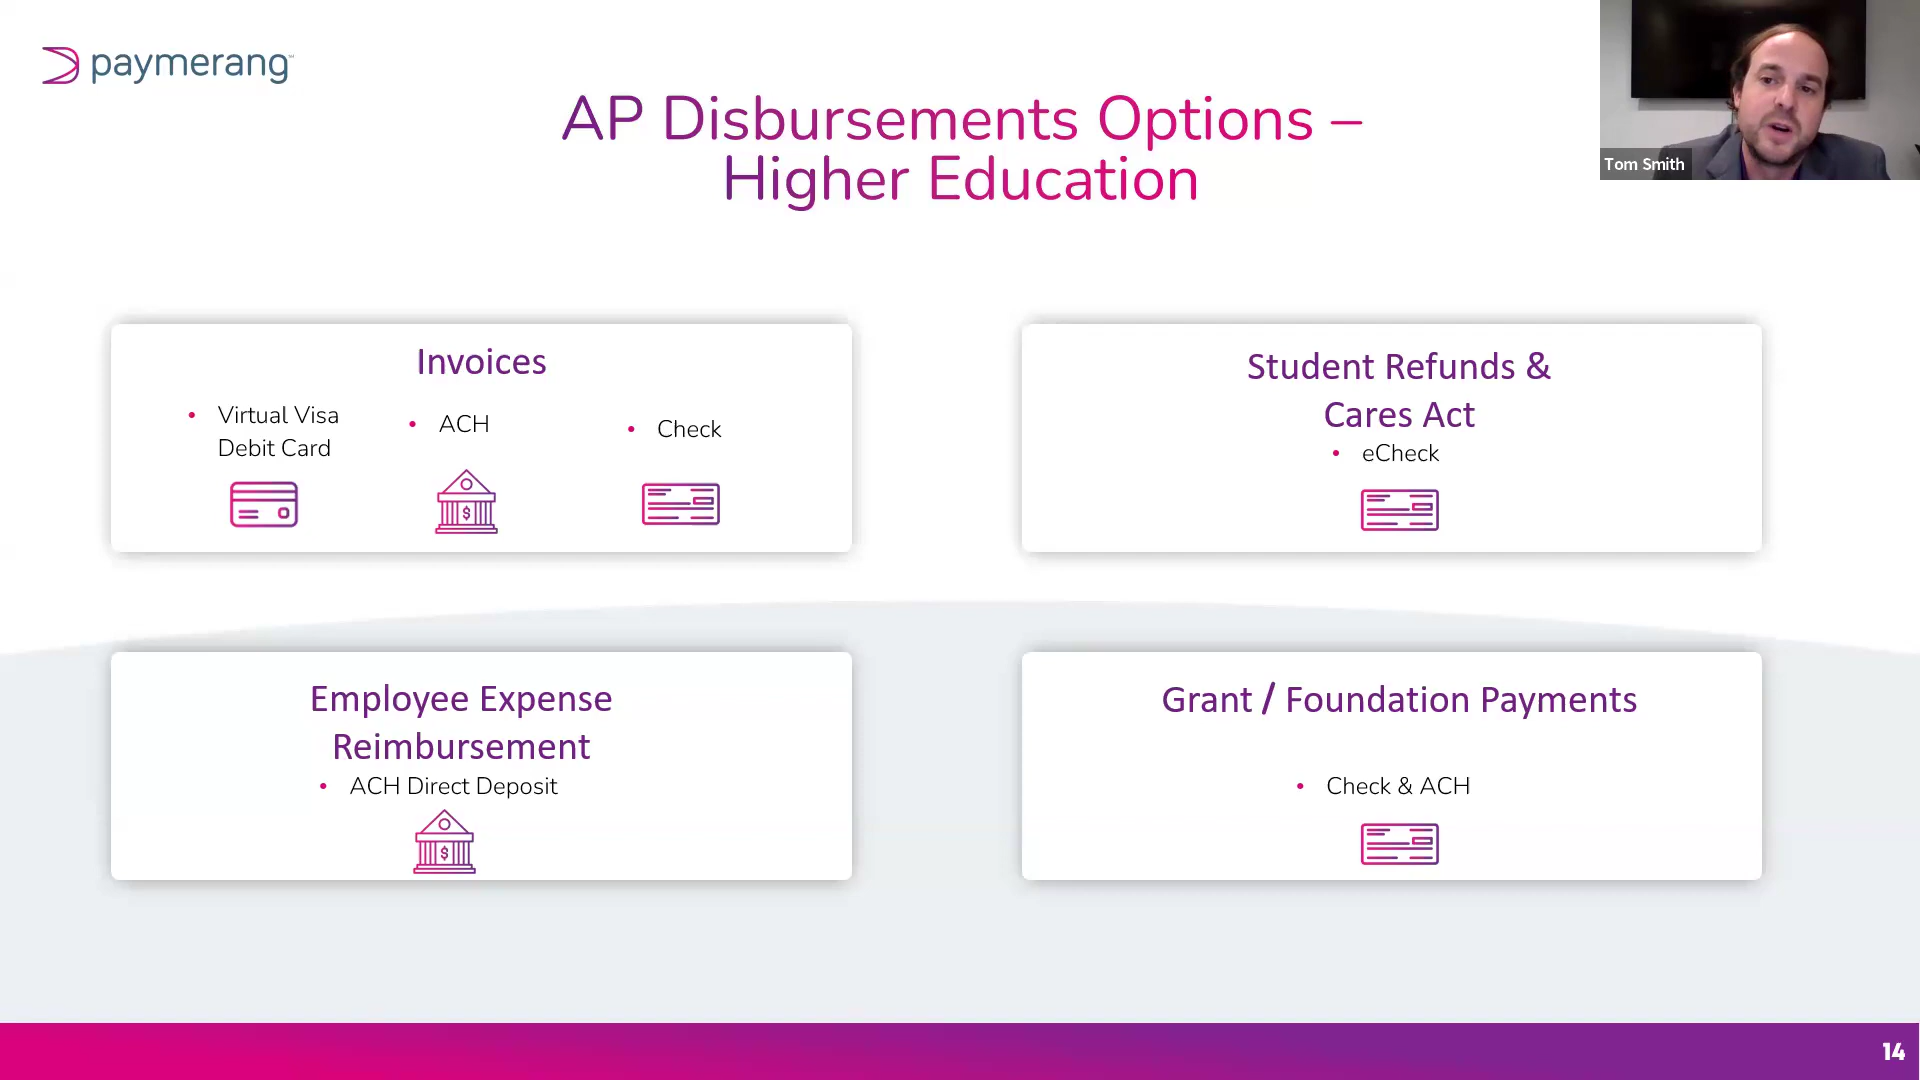 paymerang
AP Disbursements Options –
Higher Education
Tom Smith
Invoices
• Virtual Visa
Debit Card
• ACH
• Check
Student Refunds &
Cares Act
• eCheck
Employee Expense
Reimbursement
• ACH Direct Deposit
Grant / Foundation Payments
• Check & ACH
14